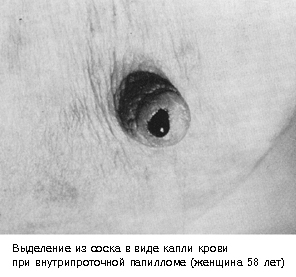 Выделение из соска в виде капли крови
при внутрипроточной папилломе (женщина 58 лет)